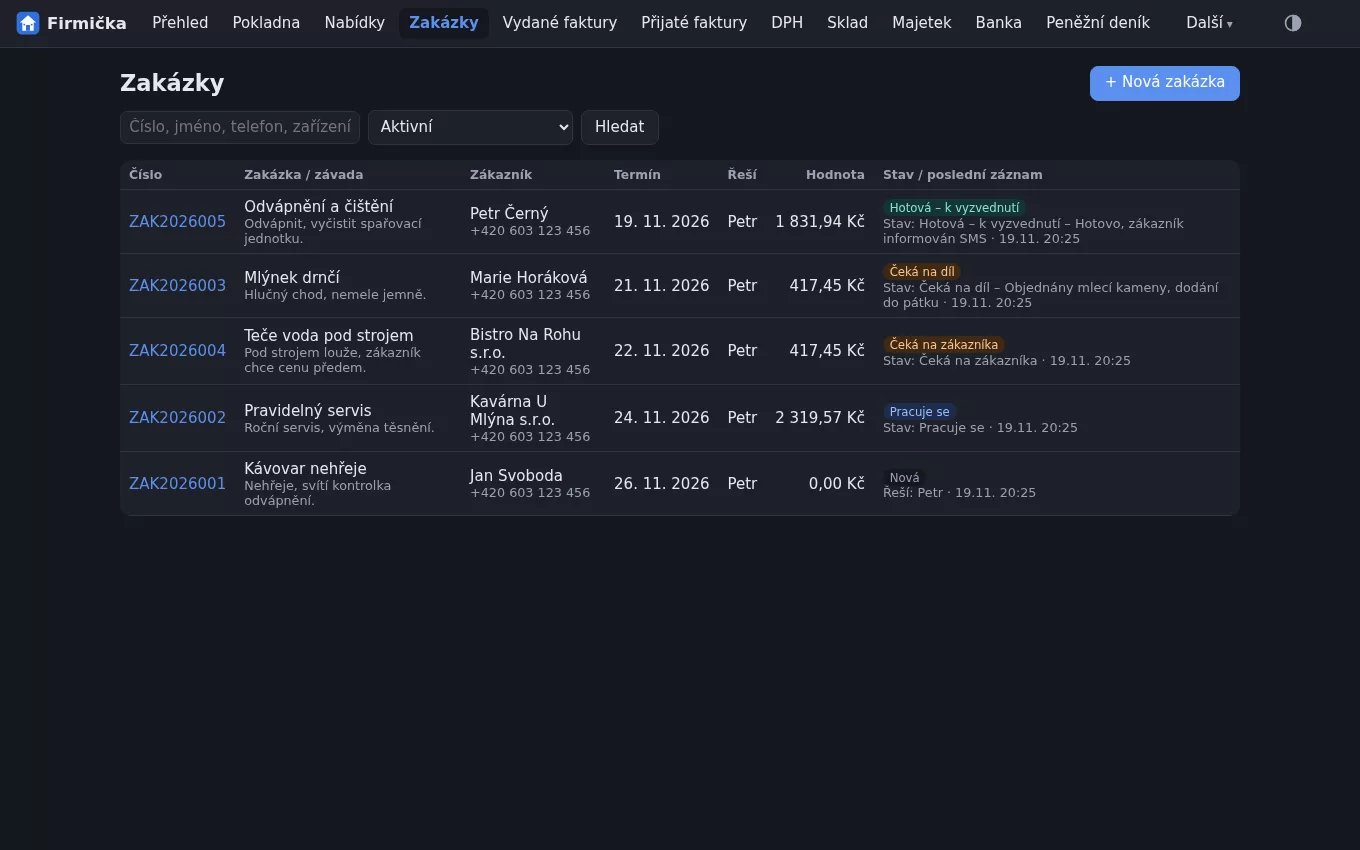 Firmička Přehled Pokladna Nabídky Zakázky Vydané faktury Přijaté faktury DPH Sklad Majetek Banka Peněžní deník Další ▾
Zakázky
+ Nová zakázka
Číslo, jméno, telefon, zařízení Aktivní Hledat
Číslo Zakázka / závada Zákazník Termín Řeší Hodnota Stav / poslední záznam
ZAK2026005
Odvápnění a čištění
Odvápnit, vyčistit spařovací
jednotku.
Petr Černý
+420 603 123 456
19. 11. 2026
Petr
1 831,94 Kč
Hotová – k vyzvednutí
Stav: Hotová – k vyzvednutí – Hotovo, zákazník
informován SMS · 19.11. 20:25
ZAK2026003
Mlýnek drnčí
Hlučný chod, nemele jemně.
Marie Horáková
+420 603 123 456
21. 11. 2026
Petr
417,45 Kč
Čeká na díl
Stav: Čeká na díl – Objednány mlecí kameny, dodání
do pátku · 19.11. 20:25
ZAK2026004
Teče voda pod strojem
Pod strojem louže, zákazník
chce cenu předem.
Bistro Na Rohu
s.r.o.
+420 603 123 456
22. 11. 2026
Petr
417,45 Kč
Čeká na zákazníka
Stav: Čeká na zákazníka · 19.11. 20:25
ZAK2026002
Pravidelný servis
Roční servis, výměna těsnění.
Kavárna U
Mlýna s.r.o.
+420 603 123 456
24. 11. 2026
Petr
2 319,57 Kč
Pracuje se
Stav: Pracuje se · 19.11. 20:25
ZAK2026001
Kávovar nehřeje
Nehřeje, svítí kontrolka
odvápnění.
Jan Svoboda
+420 603 123 456
26. 11. 2026
Petr
0,00 Kč
Nová
Řeší: Petr · 19.11. 20:25